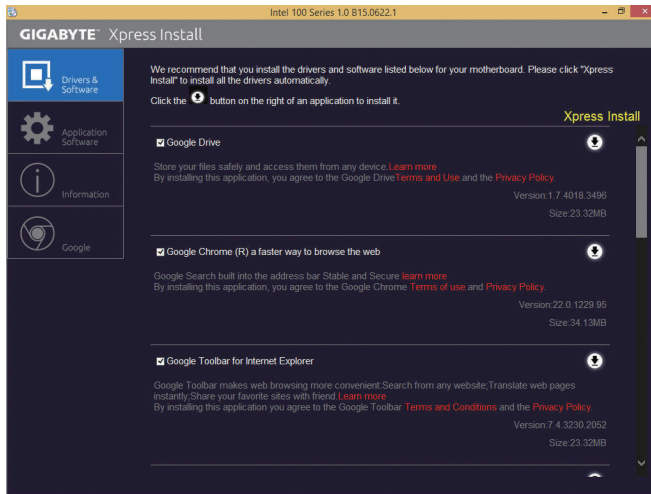 Intel 100 Series 1.0 B15.0622.1
GIGABYTE™ Xpress Install
Drivers &
Software
Application
Software
Information
Google
We recommend that you install the drivers and software listed below for your motherboard. Please click "Xpress
Install" to install all the drivers automatically.
Click the button on the right of an application to install it.
Xpress Install
Google Drive
Store your files safely and access them from any device.Learn more
By installing this application, you agree to the Google DriveTerms and Use and the Privacy Policy.
Version:1.7.4018.3496
Size:23.32MB
Google Chrome (R) a faster way to browse the web
Google Search built into the address bar Stable and Secure learn more
By installing this application, you agree to the Google Chrome Terms of use and Privacy Policy.
Version:22.0.1229.95
Size:34.13MB
Google Toolbar for Internet Explorer
Google Toolbar makes web browsing more convenient.Search from any website;Translate web pages
instantly;Share your favorite sites with friend.Learn more
By installing this application you agree to the Google Toolbar Terms and Conditions and the Privacy Policy.
Version:7.4.3230.2052
Size:23.32MB